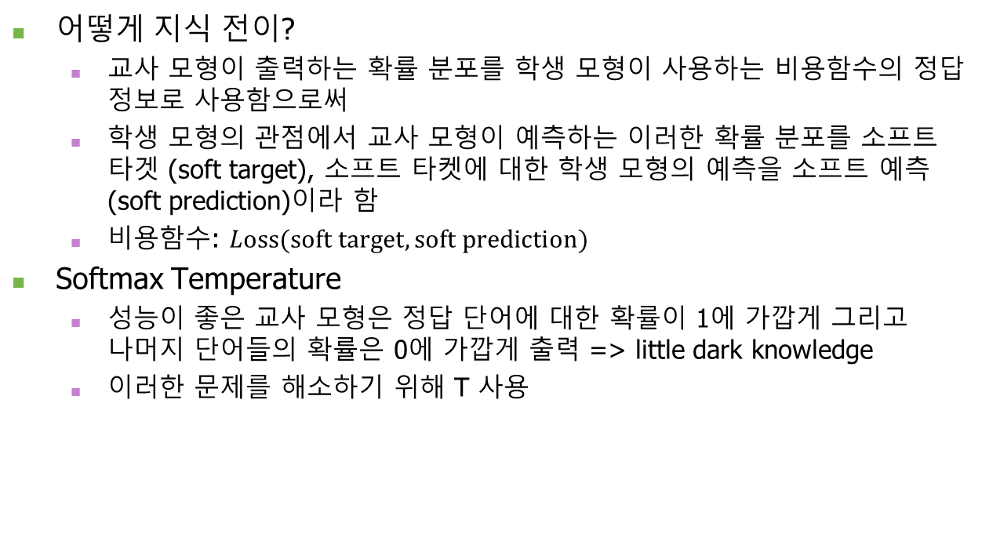 어떻게 지식 전이?
교사 모형이 출력하는 확률 분포를 학생 모형이 사용하는 비용함수의 정답
정보로 사용함으로써
학생 모형의 관점에서 교사 모형이 예측하는 이러한 확률 분포를 소프트
타겟 (soft target), 소프트 타켓에 대한 학생 모형의 예측을 소프트 예측
(soft prediction)이라 함
비용함수: Loss(soft target, soft prediction)
Softmax Temperature
성능이 좋은 교사 모형은 정답 단어에 대한 확률이 1에 가깝게 그리고
나머지 단어들의 확률은 0에 가깝게 출력 => little dark knowledge
이러한 문제를 해소하기 위해 T 사용